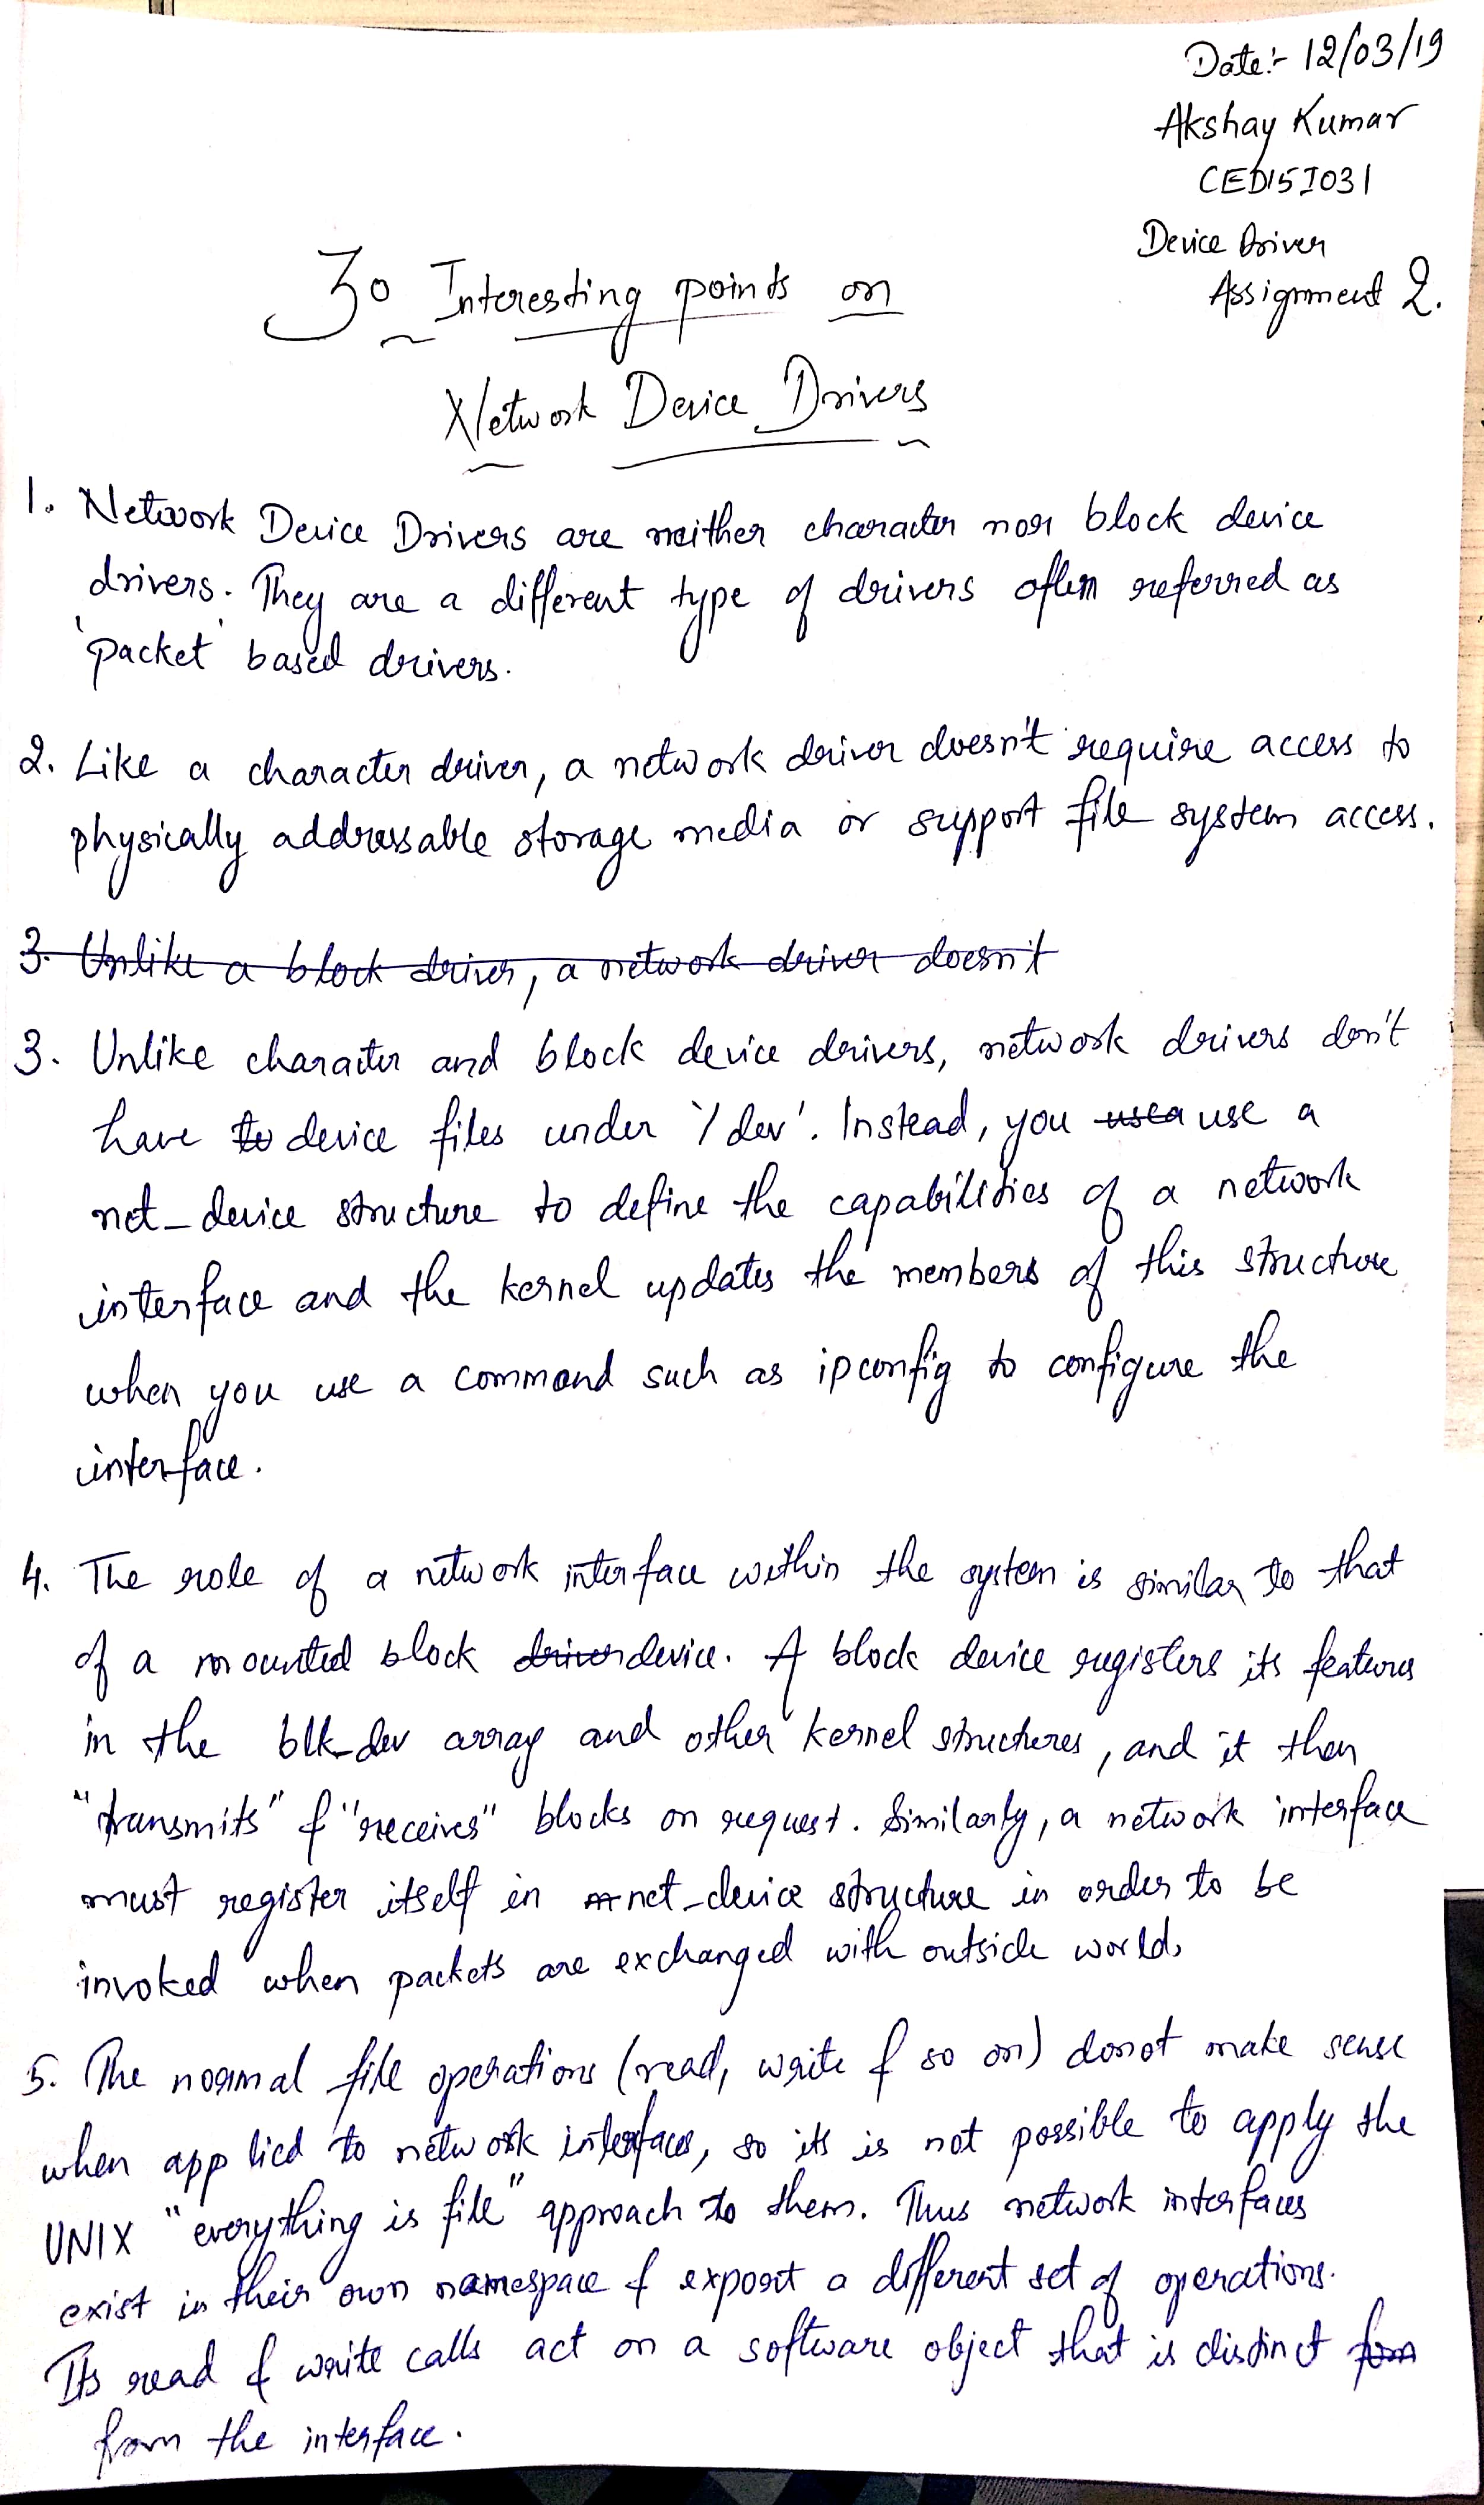 Date:- 12/03/19
Akshay Kumar
CED15I031
Device Driver
Assignment 2.
30 Interesting points on
Network Device Drivers
1. Network Device Drivers are neither character nor block device
drivers. They are a different type of drivers often referred as
'packet' based drivers.
2. Like a character driver, a network driver doesn't require access to
physically addressable storage media or support file system access.
3. Unlike a block driver, a network driver doesn't
3. Unlike character and block device drivers, network drivers don't
have to device files under '/dev'. Instead, you use a
net_device structure to define the capabilities of a network
interface and the kernel updates the members of this structure
when you use a command such as ipconfig to configure the
interface.
4. The role of a network interface within the system is similar to that
of a mounted block driver device. A block device registers its features
in the blk_dev array and other kernel structures, and it then
"transmits" & "receives" blocks on request. Similarly, a network interface
must register itself in net_device structure in order to be
invoked when packets are exchanged with outside world.
5. The normal file operations (read, write & so on) donot make sense
when applied to network interfaces, so its is not possible to apply the
UNIX "everything is file" approach to them. Thus network interfaces
exist in their own namespace & export a different set of operations.
Its read & write calls act on a software object that is distinct
from the interface.